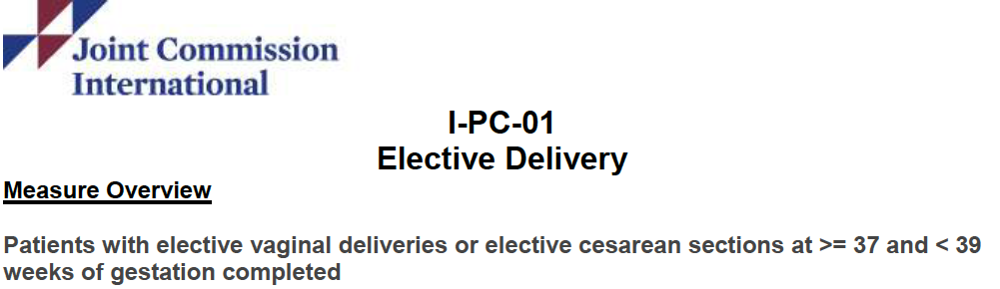 Joint Commission
International
I-PC-01
Elective Delivery
Measure Overview
Patients with elective vaginal deliveries or elective cesarean sections at >= 37 and < 39
weeks of gestation completed